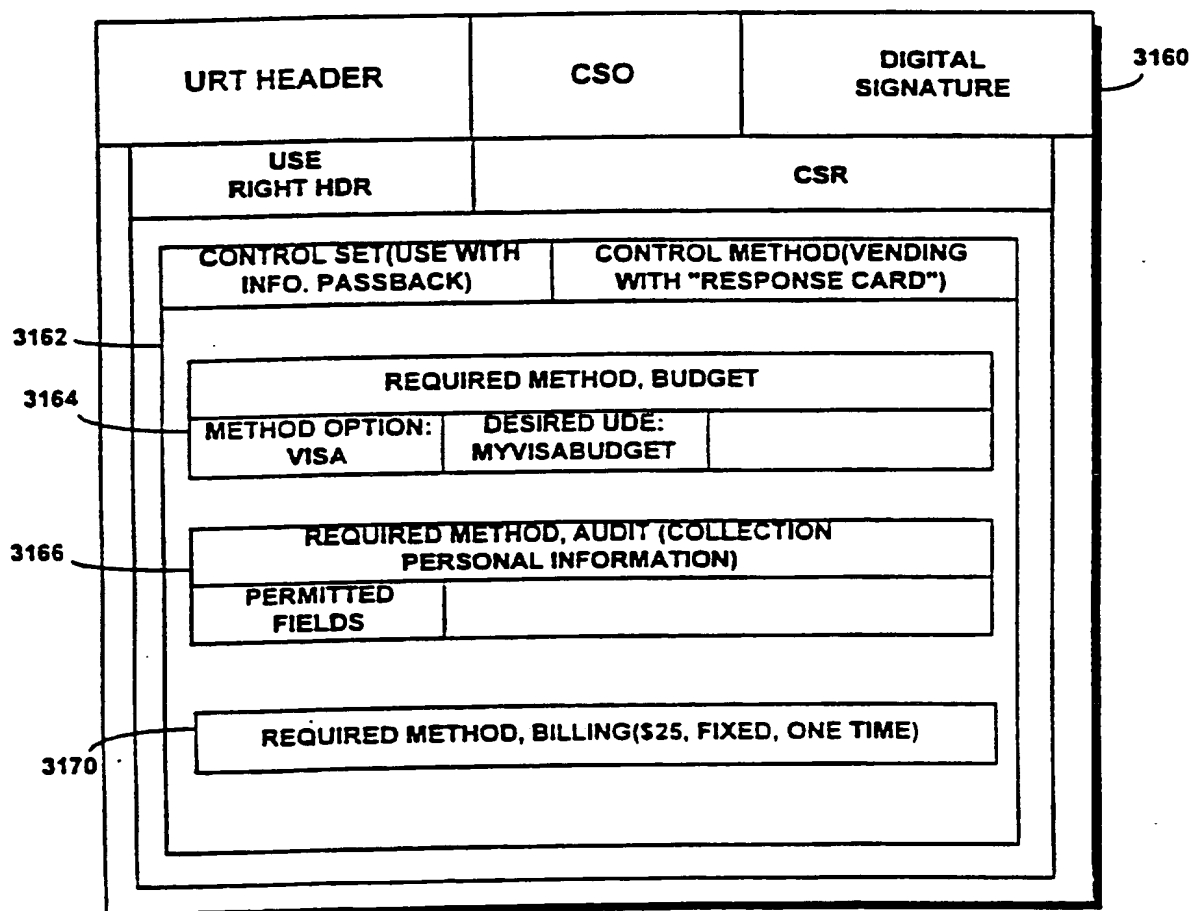 URT HEADER
CSO
DIGITAL
SIGNATURE
3160
USE
RIGHT HDR
CSR
CONTROL SET(USE WITH
INFO. PASSBACK)
CONTROL METHOD(VENDING
WITH "RESPONSE CARD")
3162
REQUIRED METHOD, BUDGET
3164
METHOD OPTION:
VISA
DESIRED UDE:
MYVISABUDGET
REQUIRED METHOD, AUDIT (COLLECTION
PERSONAL INFORMATION)
3166
PERMITTED
FIELDS
REQUIRED METHOD, BILLING($25, FIXED, ONE TIME)
3170